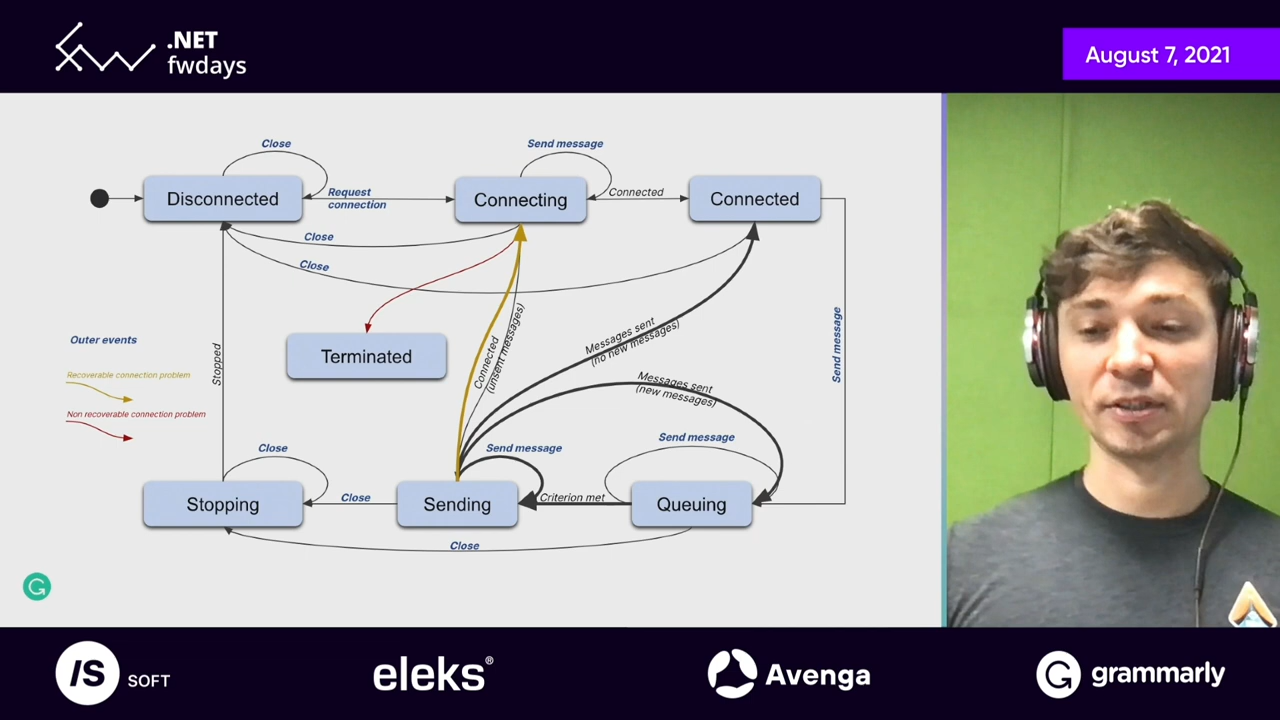 .NET
fwdays
August 7, 2021
Close
Send message
Disconnected
Request
connection
Connecting
Connected
Connected
Close
Close
Terminated
Outer events
Recoverable connection problem
Non recoverable connection problem
Stopped
Connected
(unsent messages)
Messages sent
(no new messages)
Messages sent
(new messages)
Send message
Close
Send message
Send message
Stopping
Close
Sending
Criterion met
Queuing
Close
IS SOFT
eleks®
Avenga
grammarly